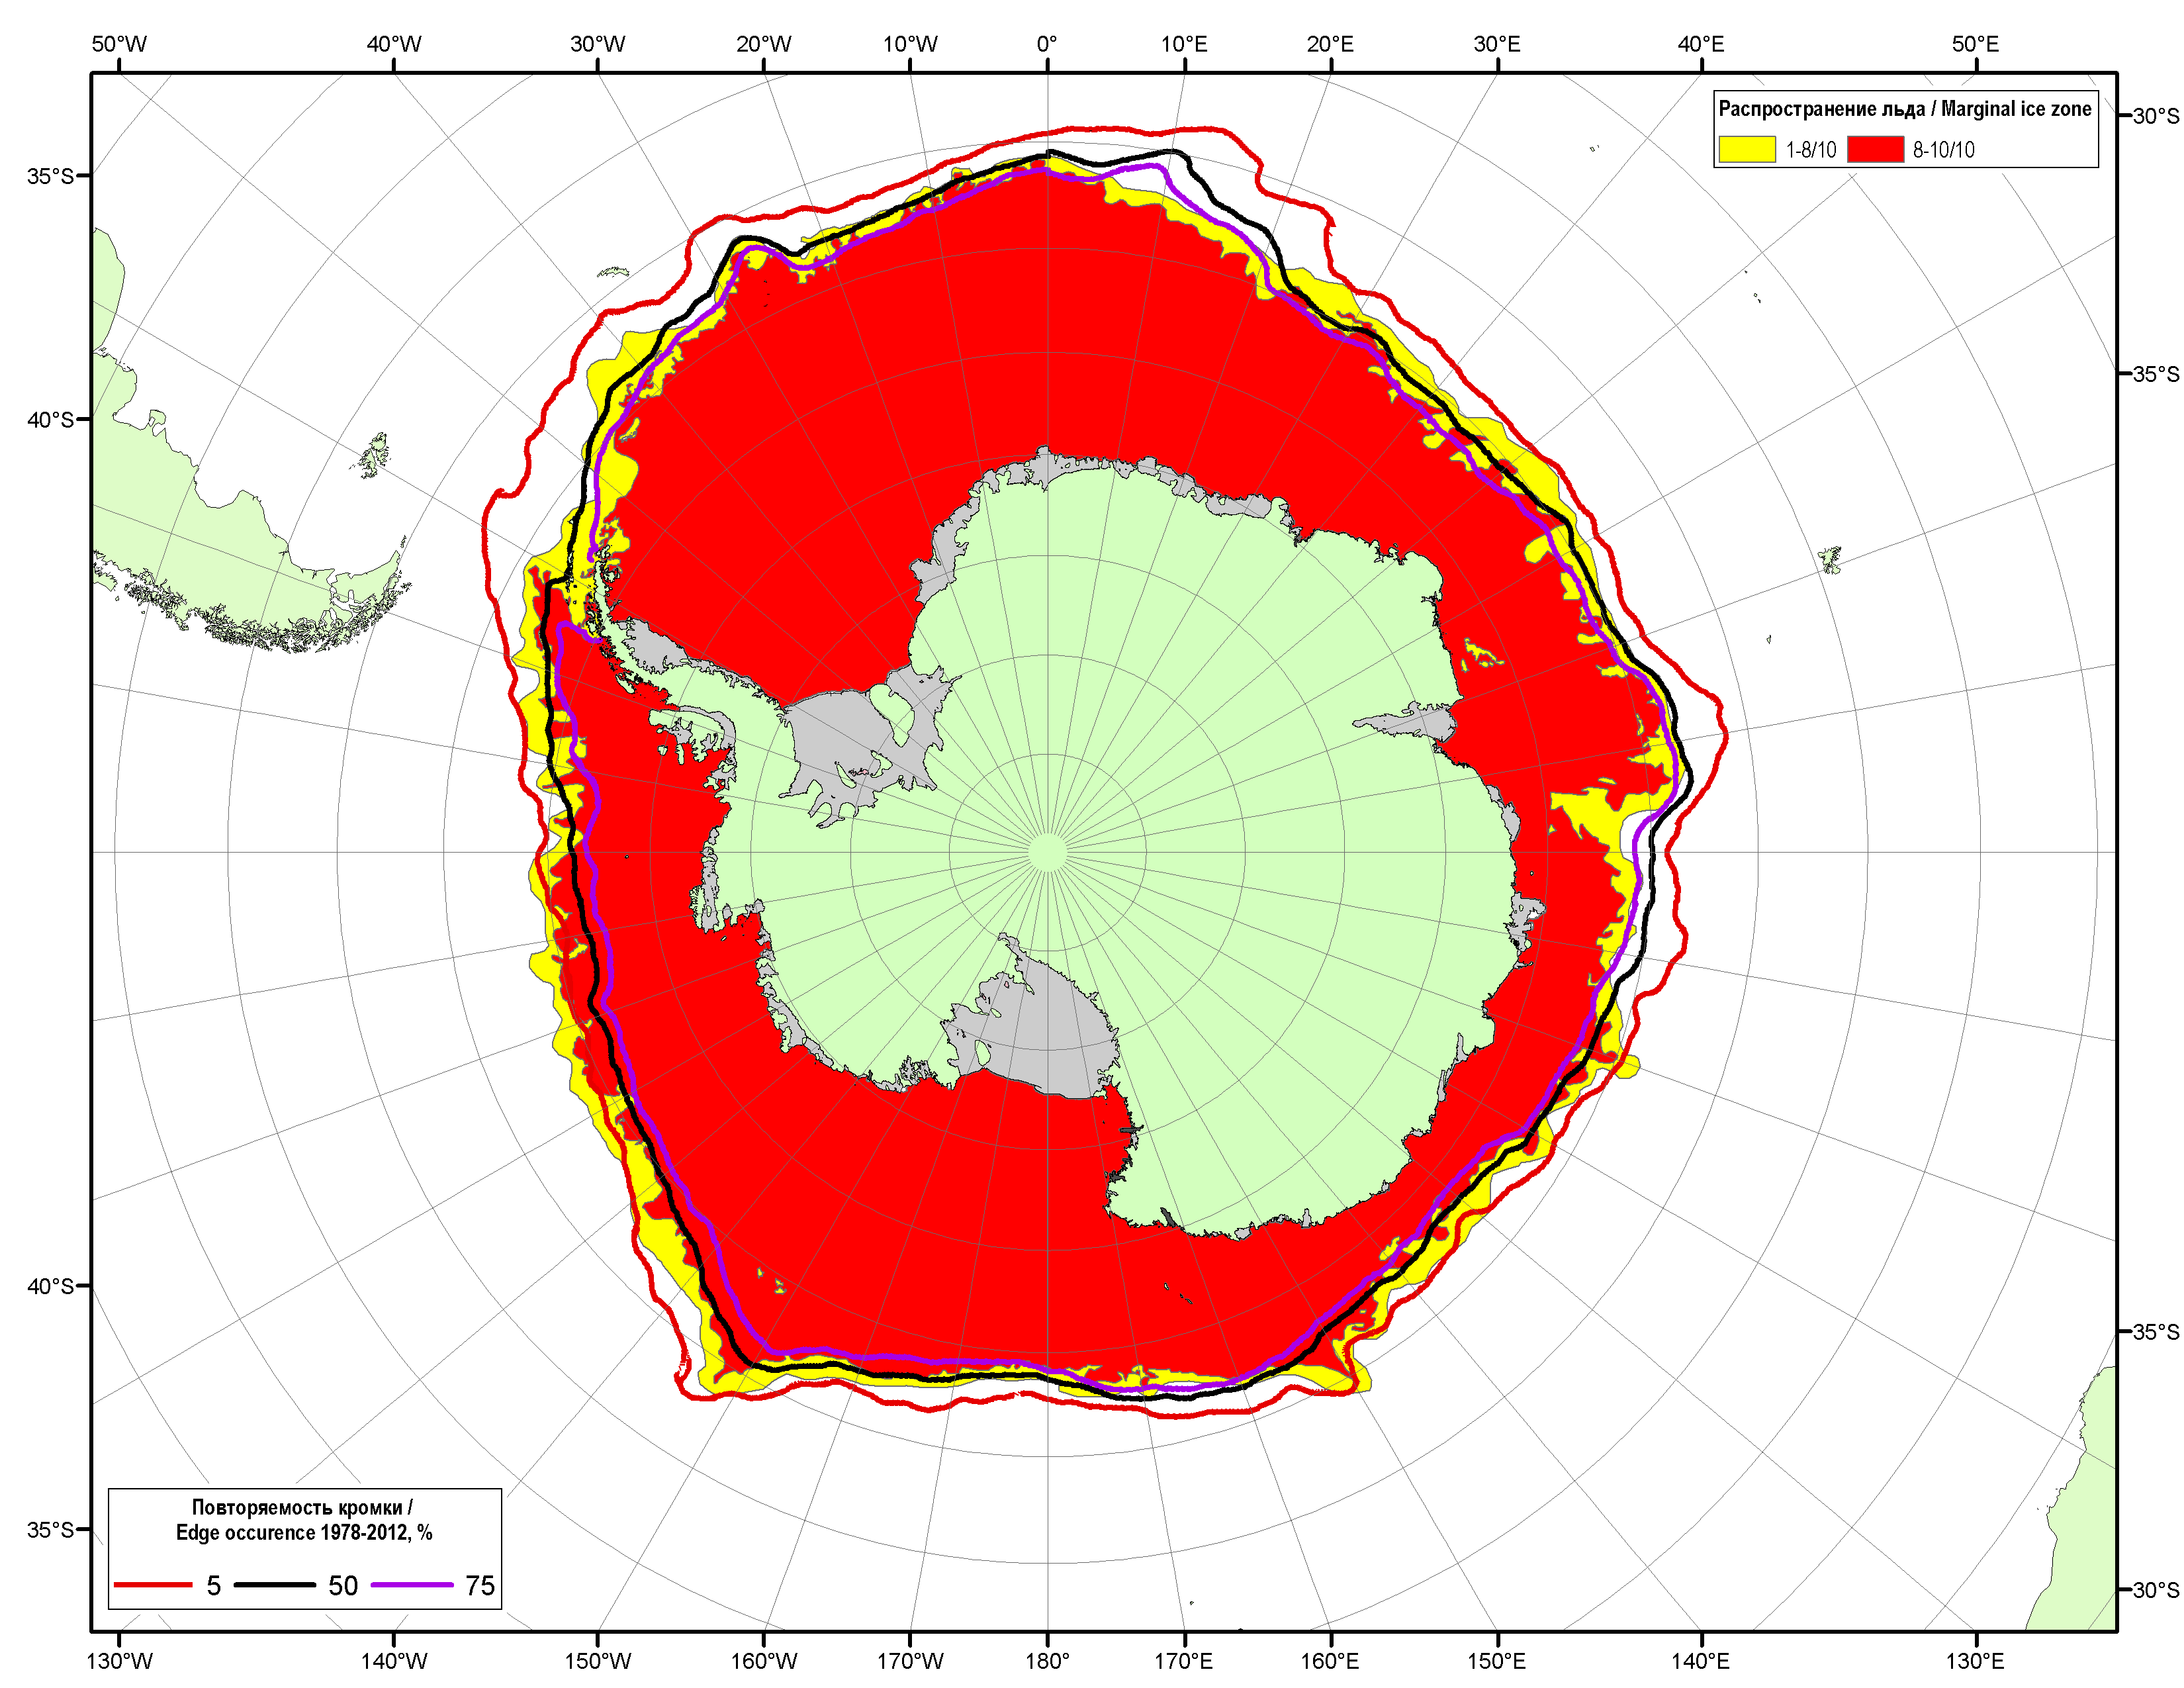 50°W 40°W 30°W 20°W 10°W 0° 10°E 20°E 30°E 40°E 50°E
Распространение льда / Marginal ice zone
1-8/10 8-10/10
30°S
35°S
35°S
40°S
40°S
35°S
35°S
30°S
Повторяемость кромки /
Edge occurence 1978-2012, %
5 50 75
130°W 140°W 150°W 160°W 170°W 180° 170°E 160°E 150°E 140°E 130°E